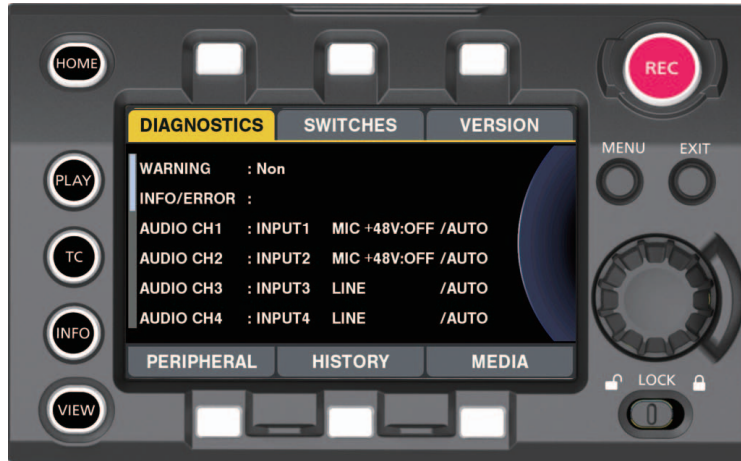 HOME
REC
DIAGNOSTICS SWITCHES VERSION
MENU EXIT
WARNING : Non
PLAY
INFO/ERROR :
AUDIO CH1 : INPUT1 MIC +48V:OFF /AUTO
AUDIO CH2 : INPUT2 MIC +48V:OFF /AUTO
TC
AUDIO CH3 : INPUT3 LINE /AUTO
AUDIO CH4 : INPUT4 LINE /AUTO
INFO
PERIPHERAL HISTORY MEDIA
LOCK
VIEW
0